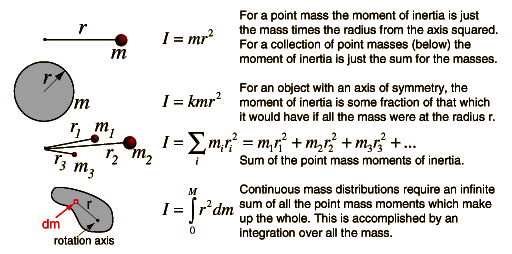 r
m
I = mr²
For a point mass the moment of inertia is just
the mass times the radius from the axis squared.
For a collection of point masses (below) the
moment of inertia is just the sum for the masses.
r
m
I = kmr²
For an object with an axis of symmetry, the
moment of inertia is some fraction of that which
it would have if all the mass were at the radius r.
r₁ m₁
r₂ m₂
r₃ m₃
I = ∑ mᵢrᵢ² = m₁r₁² + m₂r₂² + m₃r₃² + ...
i
Sum of the point mass moments of inertia.
r
dm
rotation axis
M
I = ∫ r²dm
0
Continuous mass distributions require an infinite
sum of all the point mass moments which make
up the whole. This is accomplished by an
integration over all the mass.